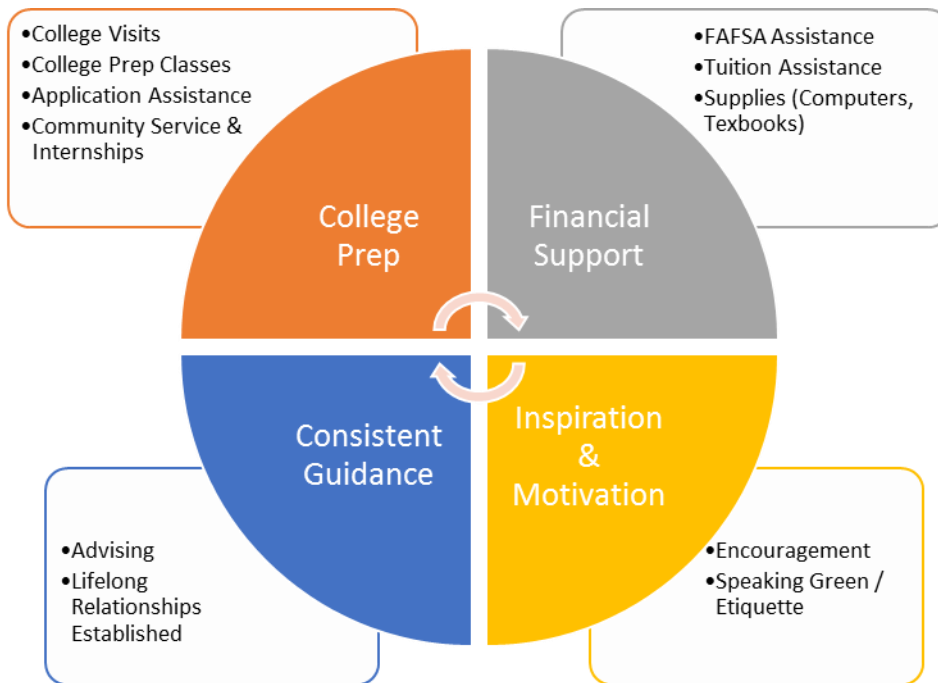 •College Visits
•College Prep Classes
•Application Assistance
•Community Service &
Internships
•FAFSA Assistance
•Tuition Assistance
•Supplies (Computers,
Texbooks)
College
Prep
Financial
Support
Consistent
Guidance
Inspiration
&
Motivation
•Advising
•Lifelong
Relationships
Established
•Encouragement
•Speaking Green /
Etiquette